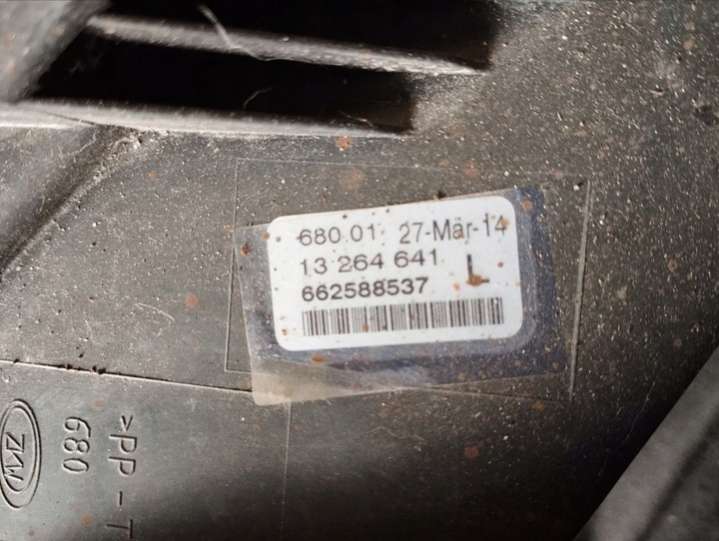 680 01 27-Mär-14
13 264 641 L
662588537
>PP-T
680